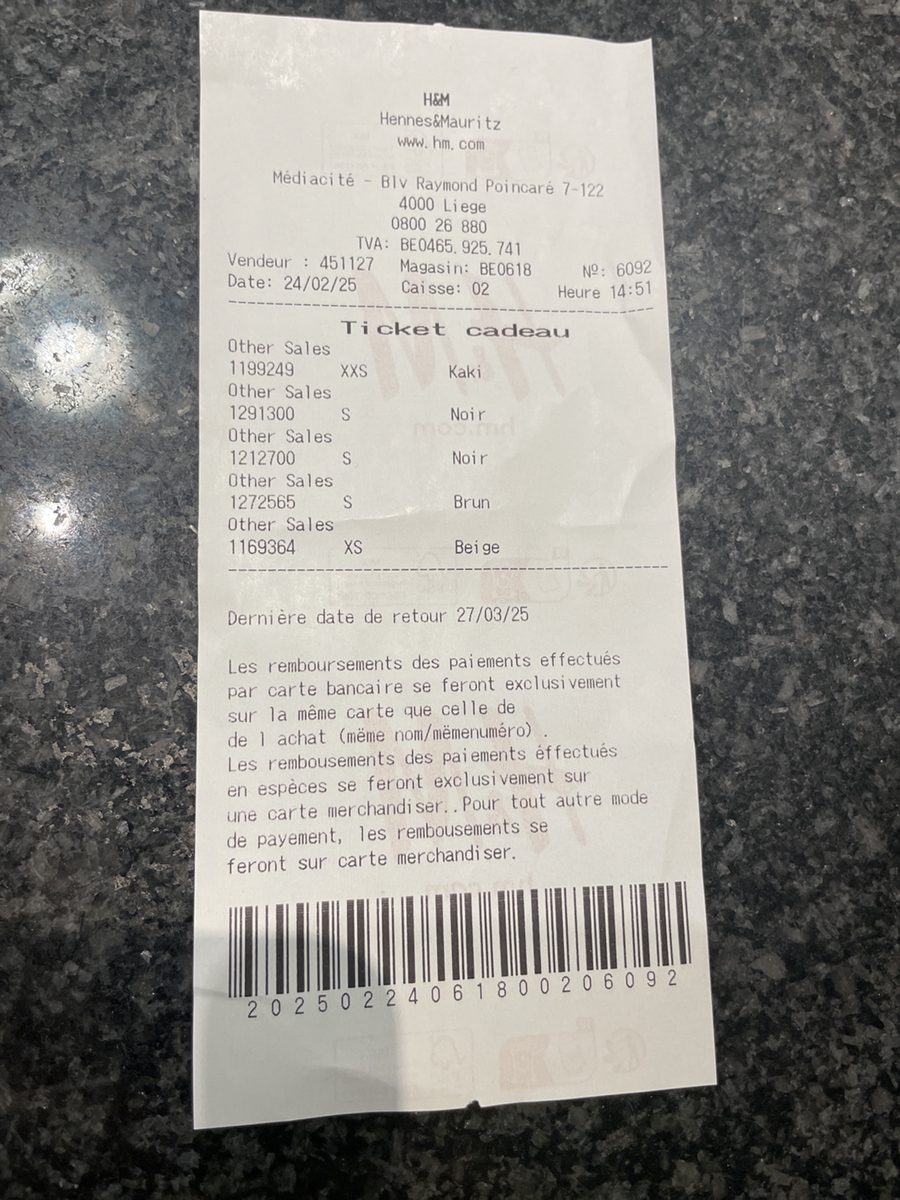 H&M
Hennes&Mauritz
www.hm.com
Médiacité - Blv Raymond Poincaré 7-122
4000 Liege
0800 26 880
TVA: BE0465.925.741
Vendeur : 451127 Magasin: BE0618 Nº: 6092
Date: 24/02/25 Caisse: 02 Heure 14:51
Ticket cadeau
Other Sales
1199249 XXS Kaki
Other Sales
1291300 S Noir
Other Sales
1212700 S Noir
Other Sales
1272565 S Brun
Other Sales
1169364 XS Beige
Dernière date de retour 27/03/25
Les remboursements des paiements effectués
par carte bancaire se feront exclusivement
sur la même carte que celle de
de l achat (mëme nom/mëmenuméro) .
Les rembousements des paiements éffectués
en espèces se feront exclusivement sur
une carte merchandiser..Pour tout autre mode
de payement, les rembousements se
feront sur carte merchandiser.
2025022406180020 6092